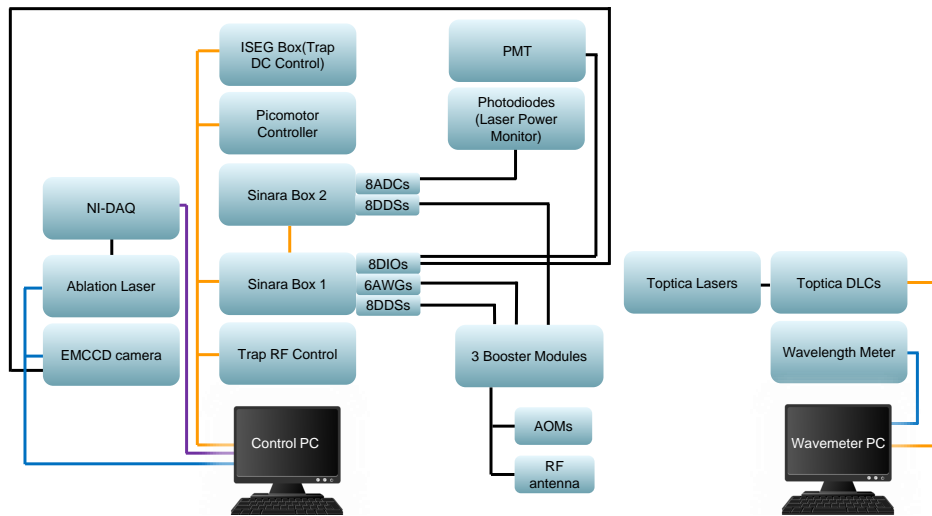 ISEG Box(Trap
DC Control)
PMT
Picomotor
Controller
Photodiodes
(Laser Power
Monitor)
Sinara Box 2
8ADCs
8DDSs
NI-DAQ
Sinara Box 1
8DIOs
6AWGs
8DDSs
Ablation Laser
Toptica Lasers
Toptica DLCs
EMCCD camera
Trap RF Control
3 Booster Modules
Wavelength Meter
Control PC
AOMs
RF
antenna
Wavemeter PC